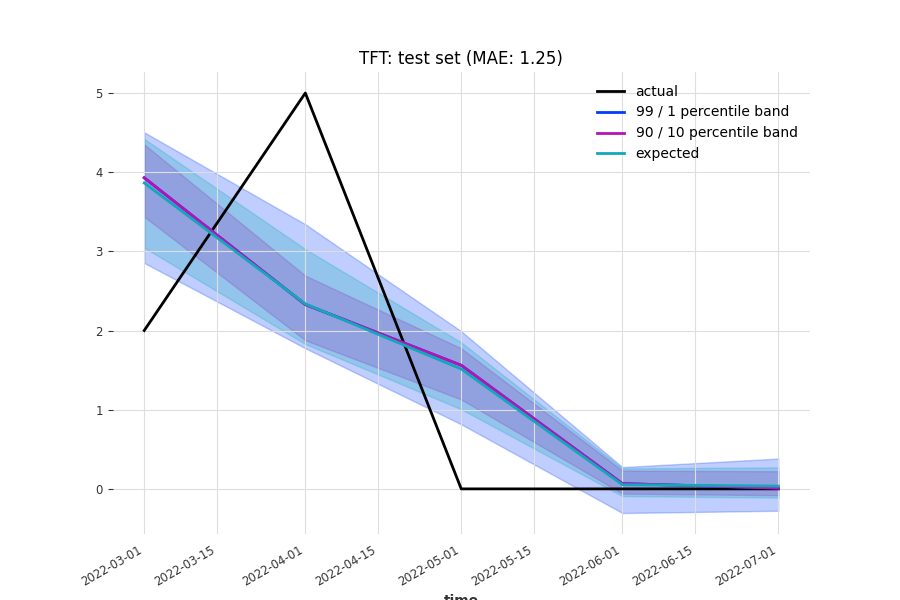 TFT: test set (MAE: 1.25)
actual
99 / 1 percentile band
90 / 10 percentile band
expected
5
4
3
2
1
0
2022-03-01
2022-03-15
2022-04-01
2022-04-15
2022-05-01
2022-05-15
2022-06-01
2022-06-15
2022-07-01
time